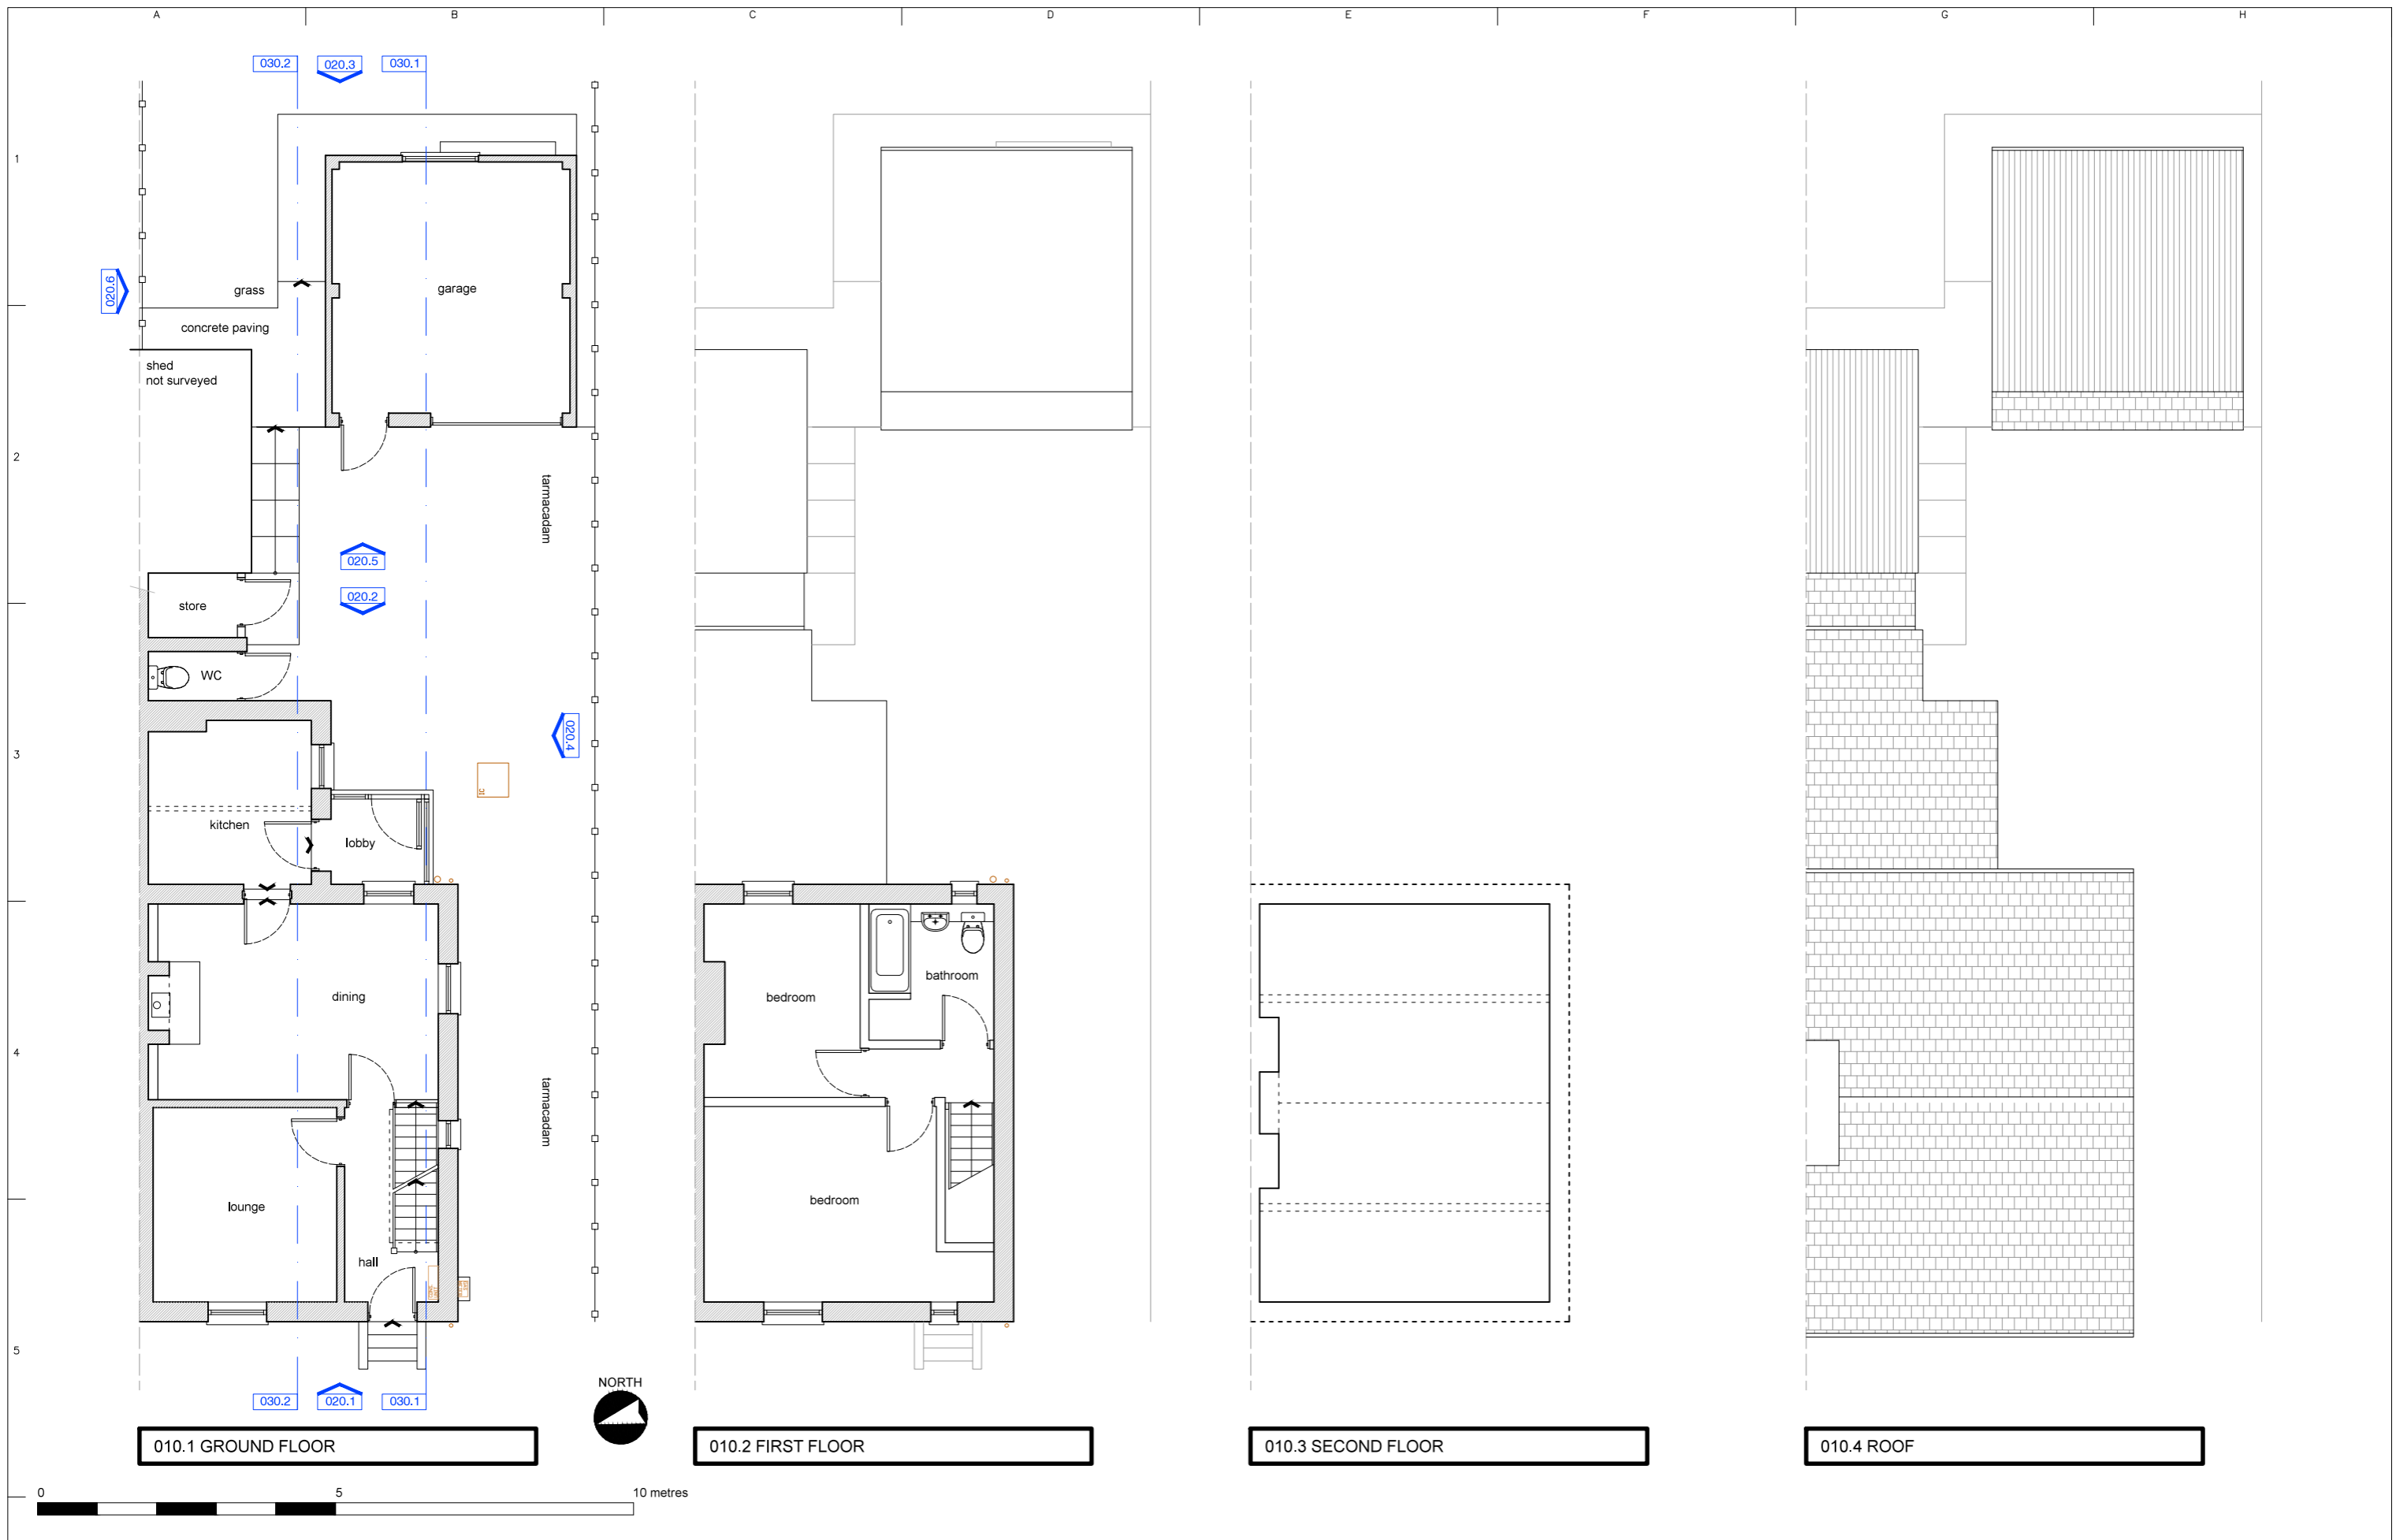 A B C D E F G H
030.2 020.3 030.1
1
020.6
grass
garage
concrete paving
shed
not surveyed
2
tarmacadam
020.5
020.2
store
WC
020.4
3
IC
kitchen
lobby
dining
bedroom
bathroom
4
tarmacadam
lounge
bedroom
hall
5
030.2 020.1 030.1
NORTH
010.1 GROUND FLOOR
010.2 FIRST FLOOR
010.3 SECOND FLOOR
010.4 ROOF
0 5 10 metres